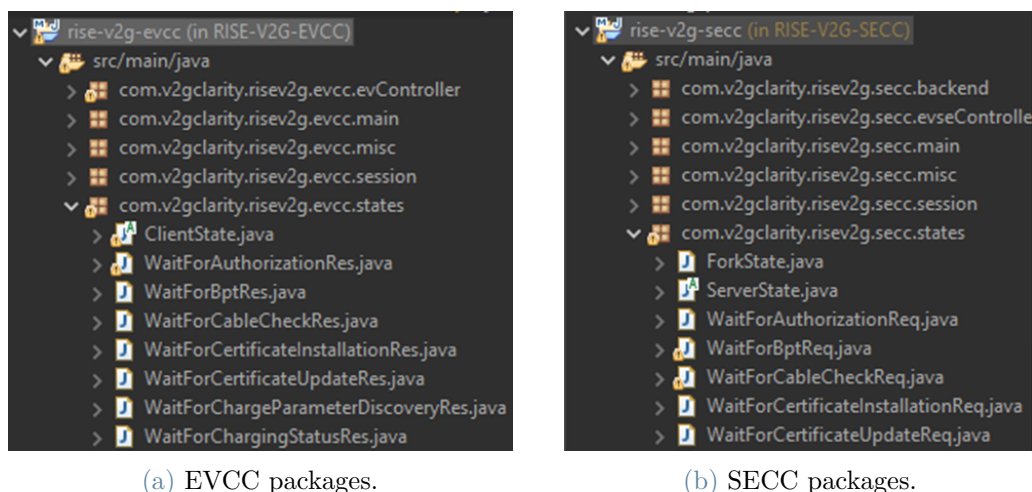 rise-v2g-evcc (in RISE-V2G-EVCC)
src/main/java
com.v2gclarity.risev2g.evcc.evController
com.v2gclarity.risev2g.evcc.main
com.v2gclarity.risev2g.evcc.misc
com.v2gclarity.risev2g.evcc.session
com.v2gclarity.risev2g.evcc.states
ClientState.java
WaitForAuthorizationRes.java
WaitForBptRes.java
WaitForCableCheckRes.java
WaitForCertificateInstallationRes.java
WaitForCertificateUpdateRes.java
WaitForChargeParameterDiscoveryRes.java
WaitForChargingStatusRes.java
(a) EVCC packages.
rise-v2g-secc (in RISE-V2G-SECC)
src/main/java
com.v2gclarity.risev2g.secc.backend
com.v2gclarity.risev2g.secc.evseControlle
com.v2gclarity.risev2g.secc.main
com.v2gclarity.risev2g.secc.misc
com.v2gclarity.risev2g.secc.session
com.v2gclarity.risev2g.secc.states
ForkState.java
ServerState.java
WaitForAuthorizationReq.java
WaitForBptReq.java
WaitForCableCheckReq.java
WaitForCertificateInstallationReq.java
WaitForCertificateUpdateReq.java
(b) SECC packages.